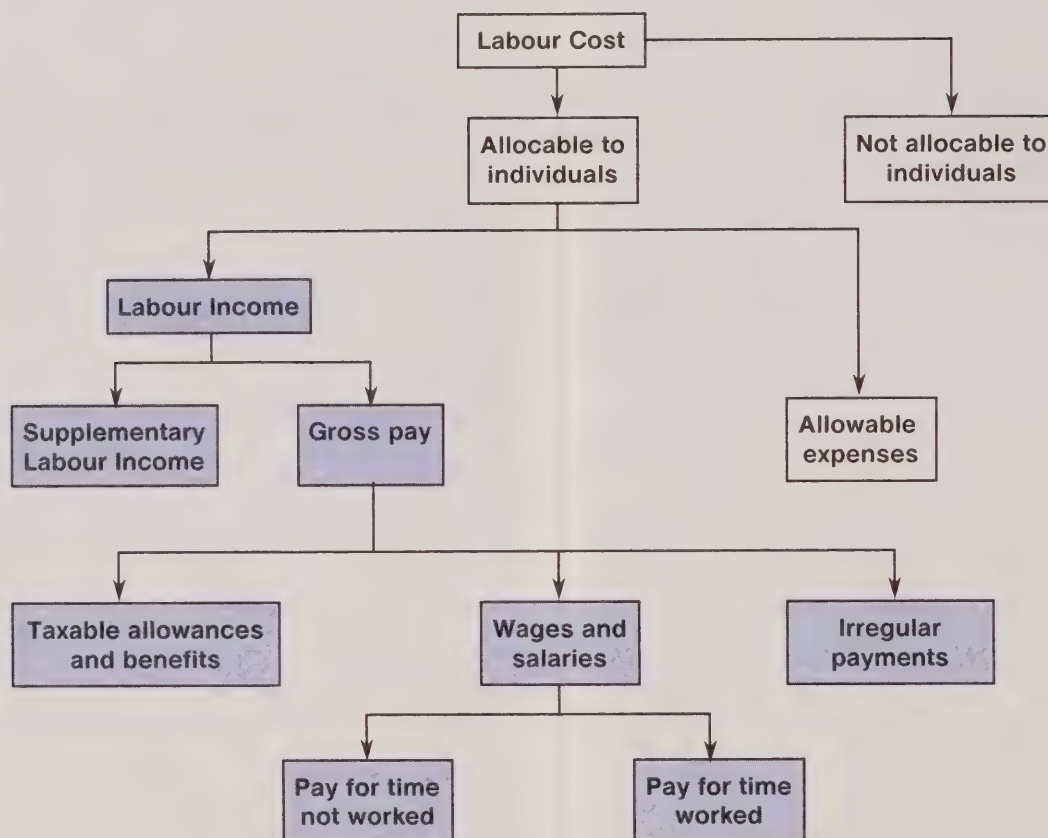 Labour Cost
Allocable to
individuals
Not allocable to
individuals
Labour Income
Supplementary
Labour Income
Gross pay
Allowable
expenses
Taxable allowances
and benefits
Wages and
salaries
Irregular
payments
Pay for time
not worked
Pay for time
worked